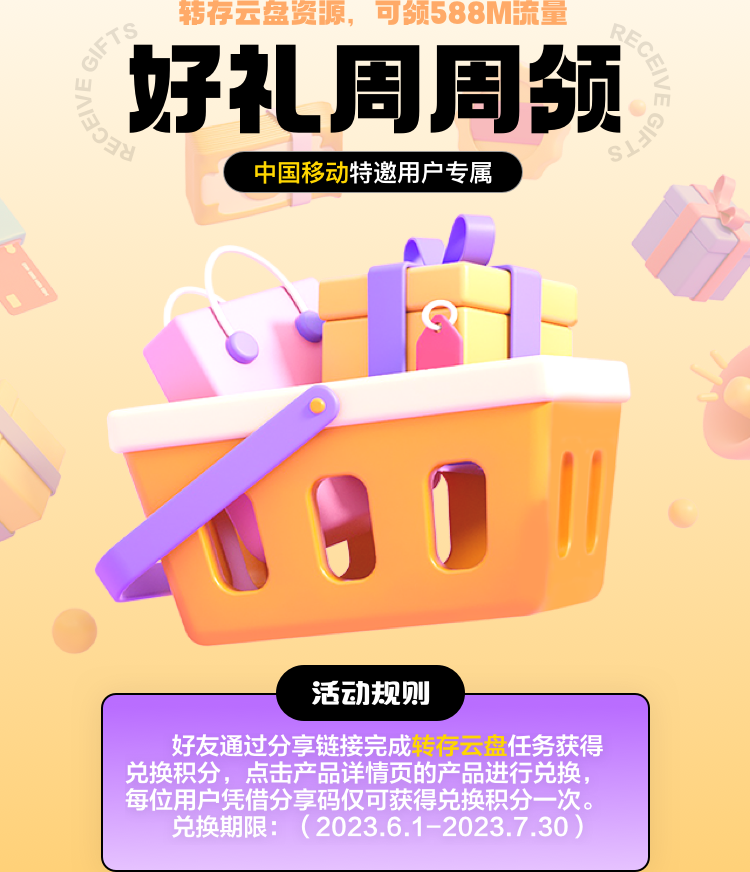 转存云盘资源，可领588M流量
RECEIVE GIFTS
RECEIVE GIFTS
好礼周周领
RECEIVE GIFTS
RECEIVE GIFTS
中国移动特邀用户专属
活动规则
好友通过分享链接完成转存云盘任务获得
兑换积分，点击产品详情页的产品进行兑换，
每位用户凭借分享码仅可获得兑换积分一次。
兑换期限：（2023.6.1-2023.7.30）